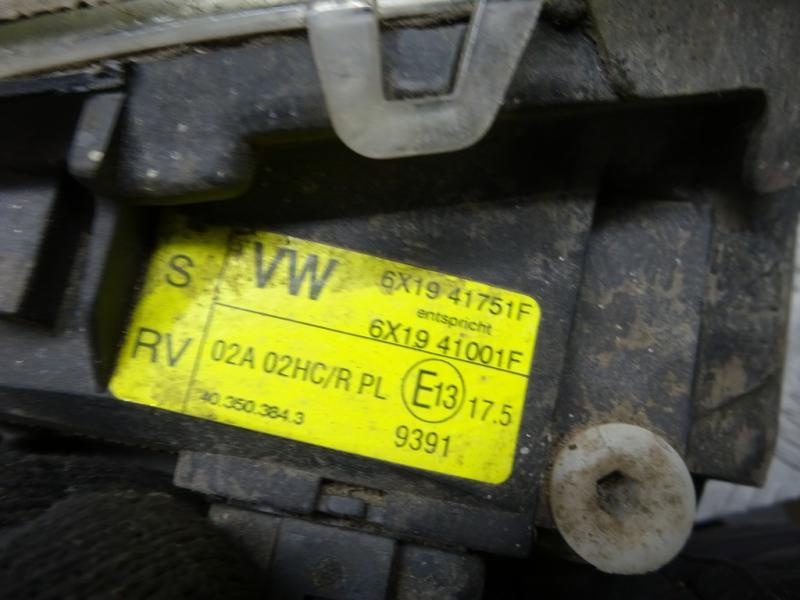 S VW 6X19 41751F
entspricht
6X19 41001F
RV 02A 02HC/R PL E13 17.5
40.350.384.3 9391